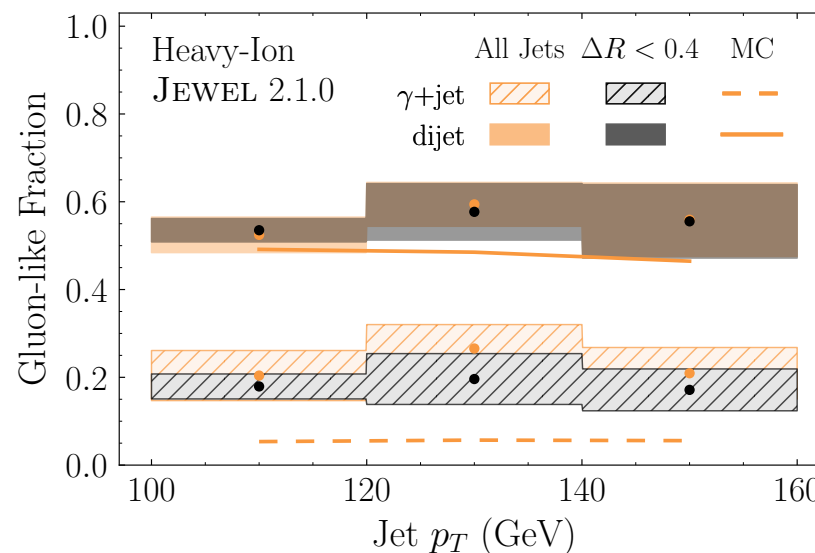 Heavy-Ion
JEWEL 2.1.0
All Jets ΔR < 0.4 MC
γ+jet
dijet
Gluon-like Fraction
1.0
0.8
0.6
0.4
0.2
0.0
100 120 140 160
Jet p_T (GeV)